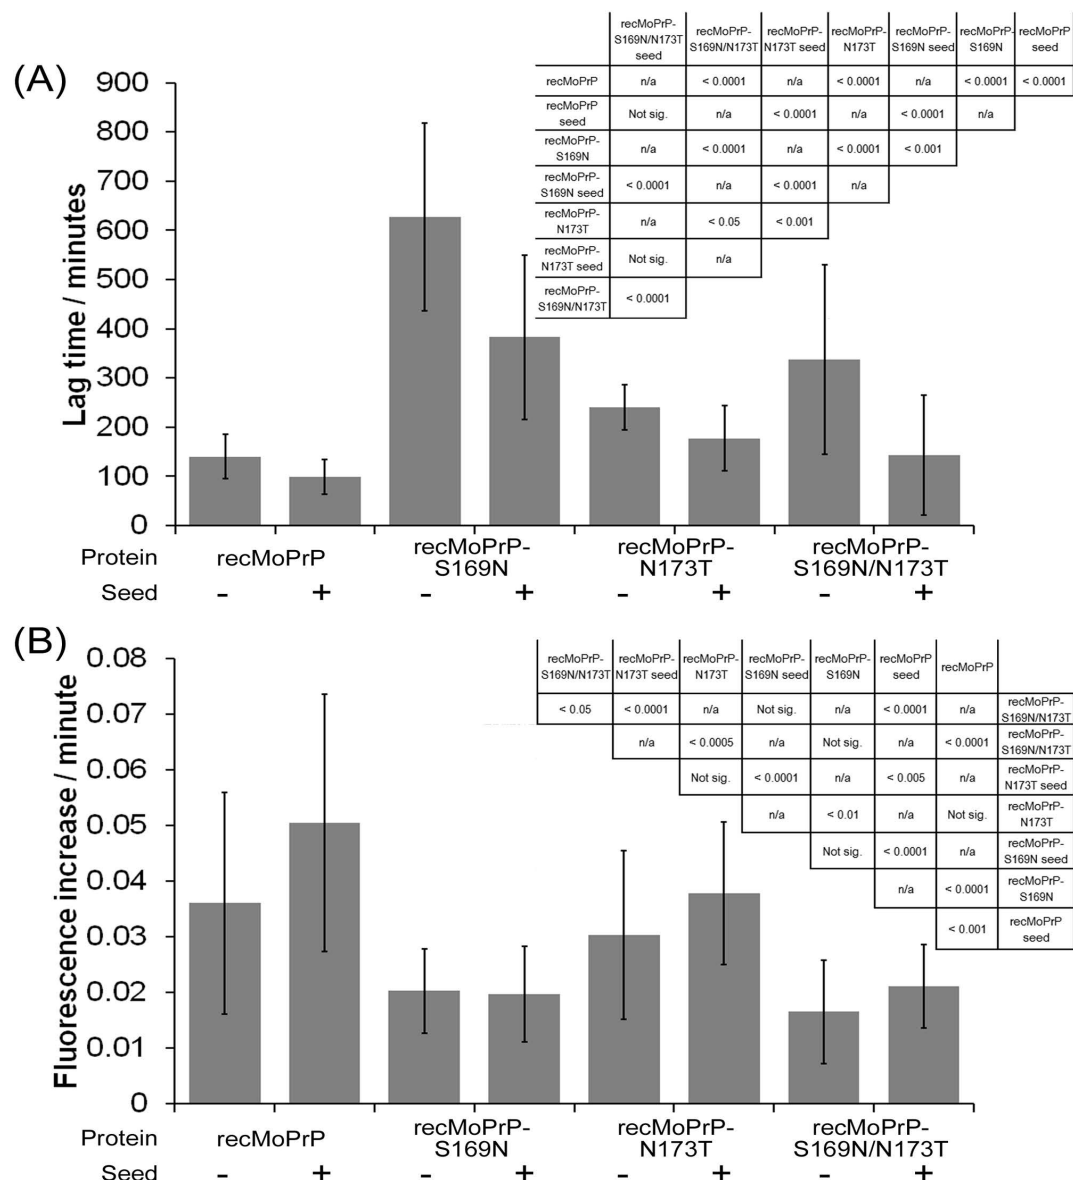 (A)
Lag time / minutes
900
800
700
600
500
400
300
200
100
0
recMoPrP-
S169N/N173T
seed
recMoPrP-
S169N/N173T
recMoPrP-
N173T seed
recMoPrP-
N173T
recMoPrP-
S169N seed
recMoPrP-
S169N
recMoPrP
seed
recMoPrP n/a < 0.0001 n/a < 0.0001 n/a < 0.0001 < 0.0001
recMoPrP
seed
Not sig. n/a < 0.0001 n/a < 0.0001 n/a
recMoPrP-
S169N
n/a < 0.0001 n/a < 0.0001 < 0.001
recMoPrP-
S169N seed
< 0.0001 n/a < 0.0001 n/a
recMoPrP-
N173T
n/a < 0.05 < 0.001
recMoPrP-
N173T seed
Not sig. n/a
recMoPrP-
S169N/N173T
< 0.0001
Protein
recMoPrP
recMoPrP-
S169N
recMoPrP-
N173T
recMoPrP-
S169N/N173T
Seed - + - + - + - +
(B)
Fluorescence increase / minute
0.08
0.07
0.06
0.05
0.04
0.03
0.02
0.01
0
recMoPrP-
S169N/N173T
recMoPrP-
N173T seed
recMoPrP-
N173T
recMoPrP-
S169N seed
recMoPrP-
S169N
recMoPrP
seed
recMoPrP
< 0.05 < 0.0001 n/a Not sig. n/a < 0.0001 n/a
recMoPrP-
S169N/N173T
n/a < 0.0005 n/a Not sig. n/a < 0.0001
recMoPrP-
S169N/N173T
Not sig. < 0.0001 n/a < 0.005 n/a
recMoPrP-
N173T seed
n/a < 0.01 n/a Not sig.
recMoPrP-
N173T
Not sig. < 0.0001 n/a
recMoPrP-
S169N seed
n/a < 0.0001
recMoPrP-
S169N
< 0.001
recMoPrP
seed
Protein
recMoPrP
recMoPrP-
S169N
recMoPrP-
N173T
recMoPrP-
S169N/N173T
Seed - + - + - + - +